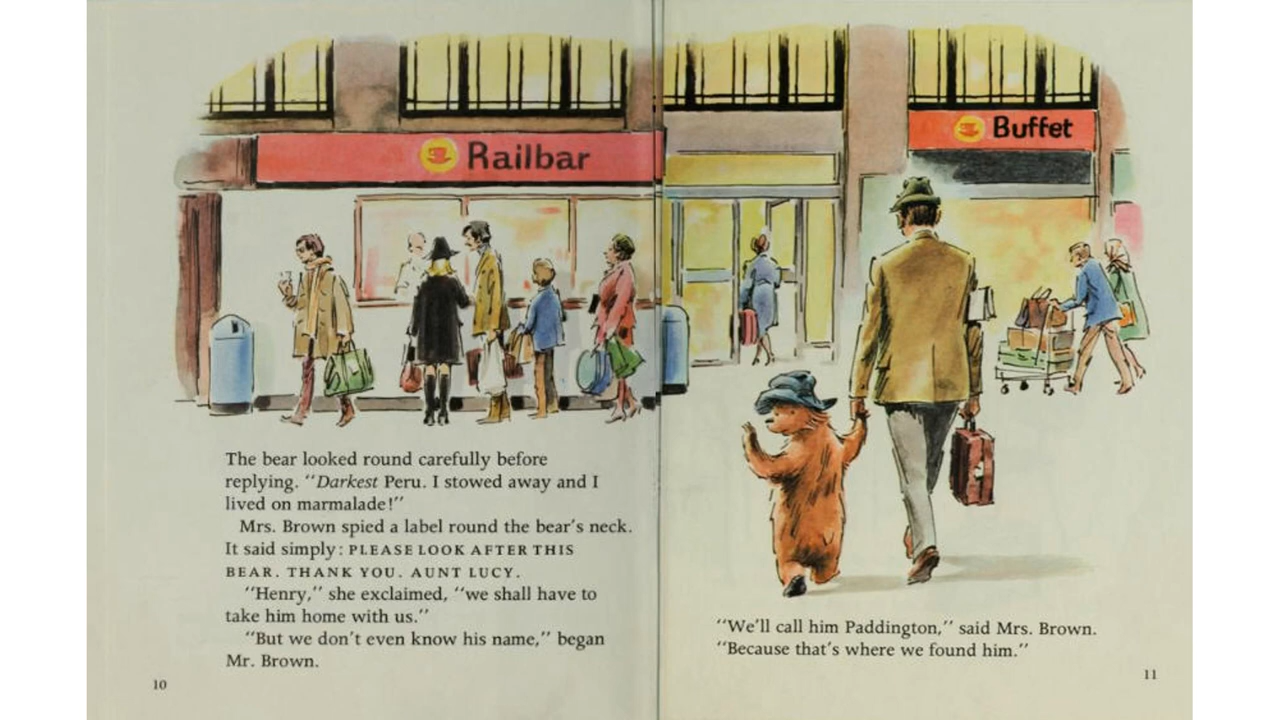 Railbar
Buffet
The bear looked round carefully before
replying. “Darkest Peru. I stowed away and I
lived on marmalade!”
Mrs. Brown spied a label round the bear’s neck.
It said simply: PLEASE LOOK AFTER THIS
BEAR. THANK YOU. AUNT LUCY.
“Henry,” she exclaimed, “we shall have to
take him home with us.”
“But we don’t even know his name,” began
Mr. Brown.
10
“We’ll call him Paddington,” said Mrs. Brown.
“Because that’s where we found him.”
11